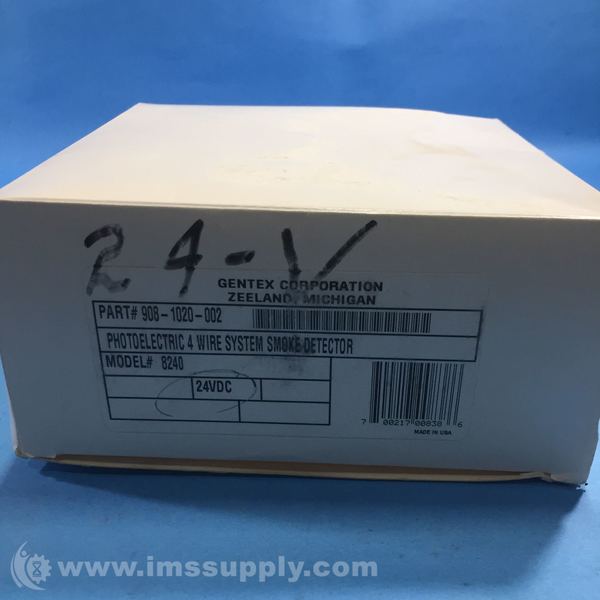 24-V
GENTEX CORPORATION
ZEELAND, MICHIGAN
PART# 908-1020-002
PHOTOELECTRIC 4 WIRE SYSTEM SMOKE DETECTOR
MODEL# 8240
24VDC
7 00217 00838 6
MADE IN USA
www.imssupply.com